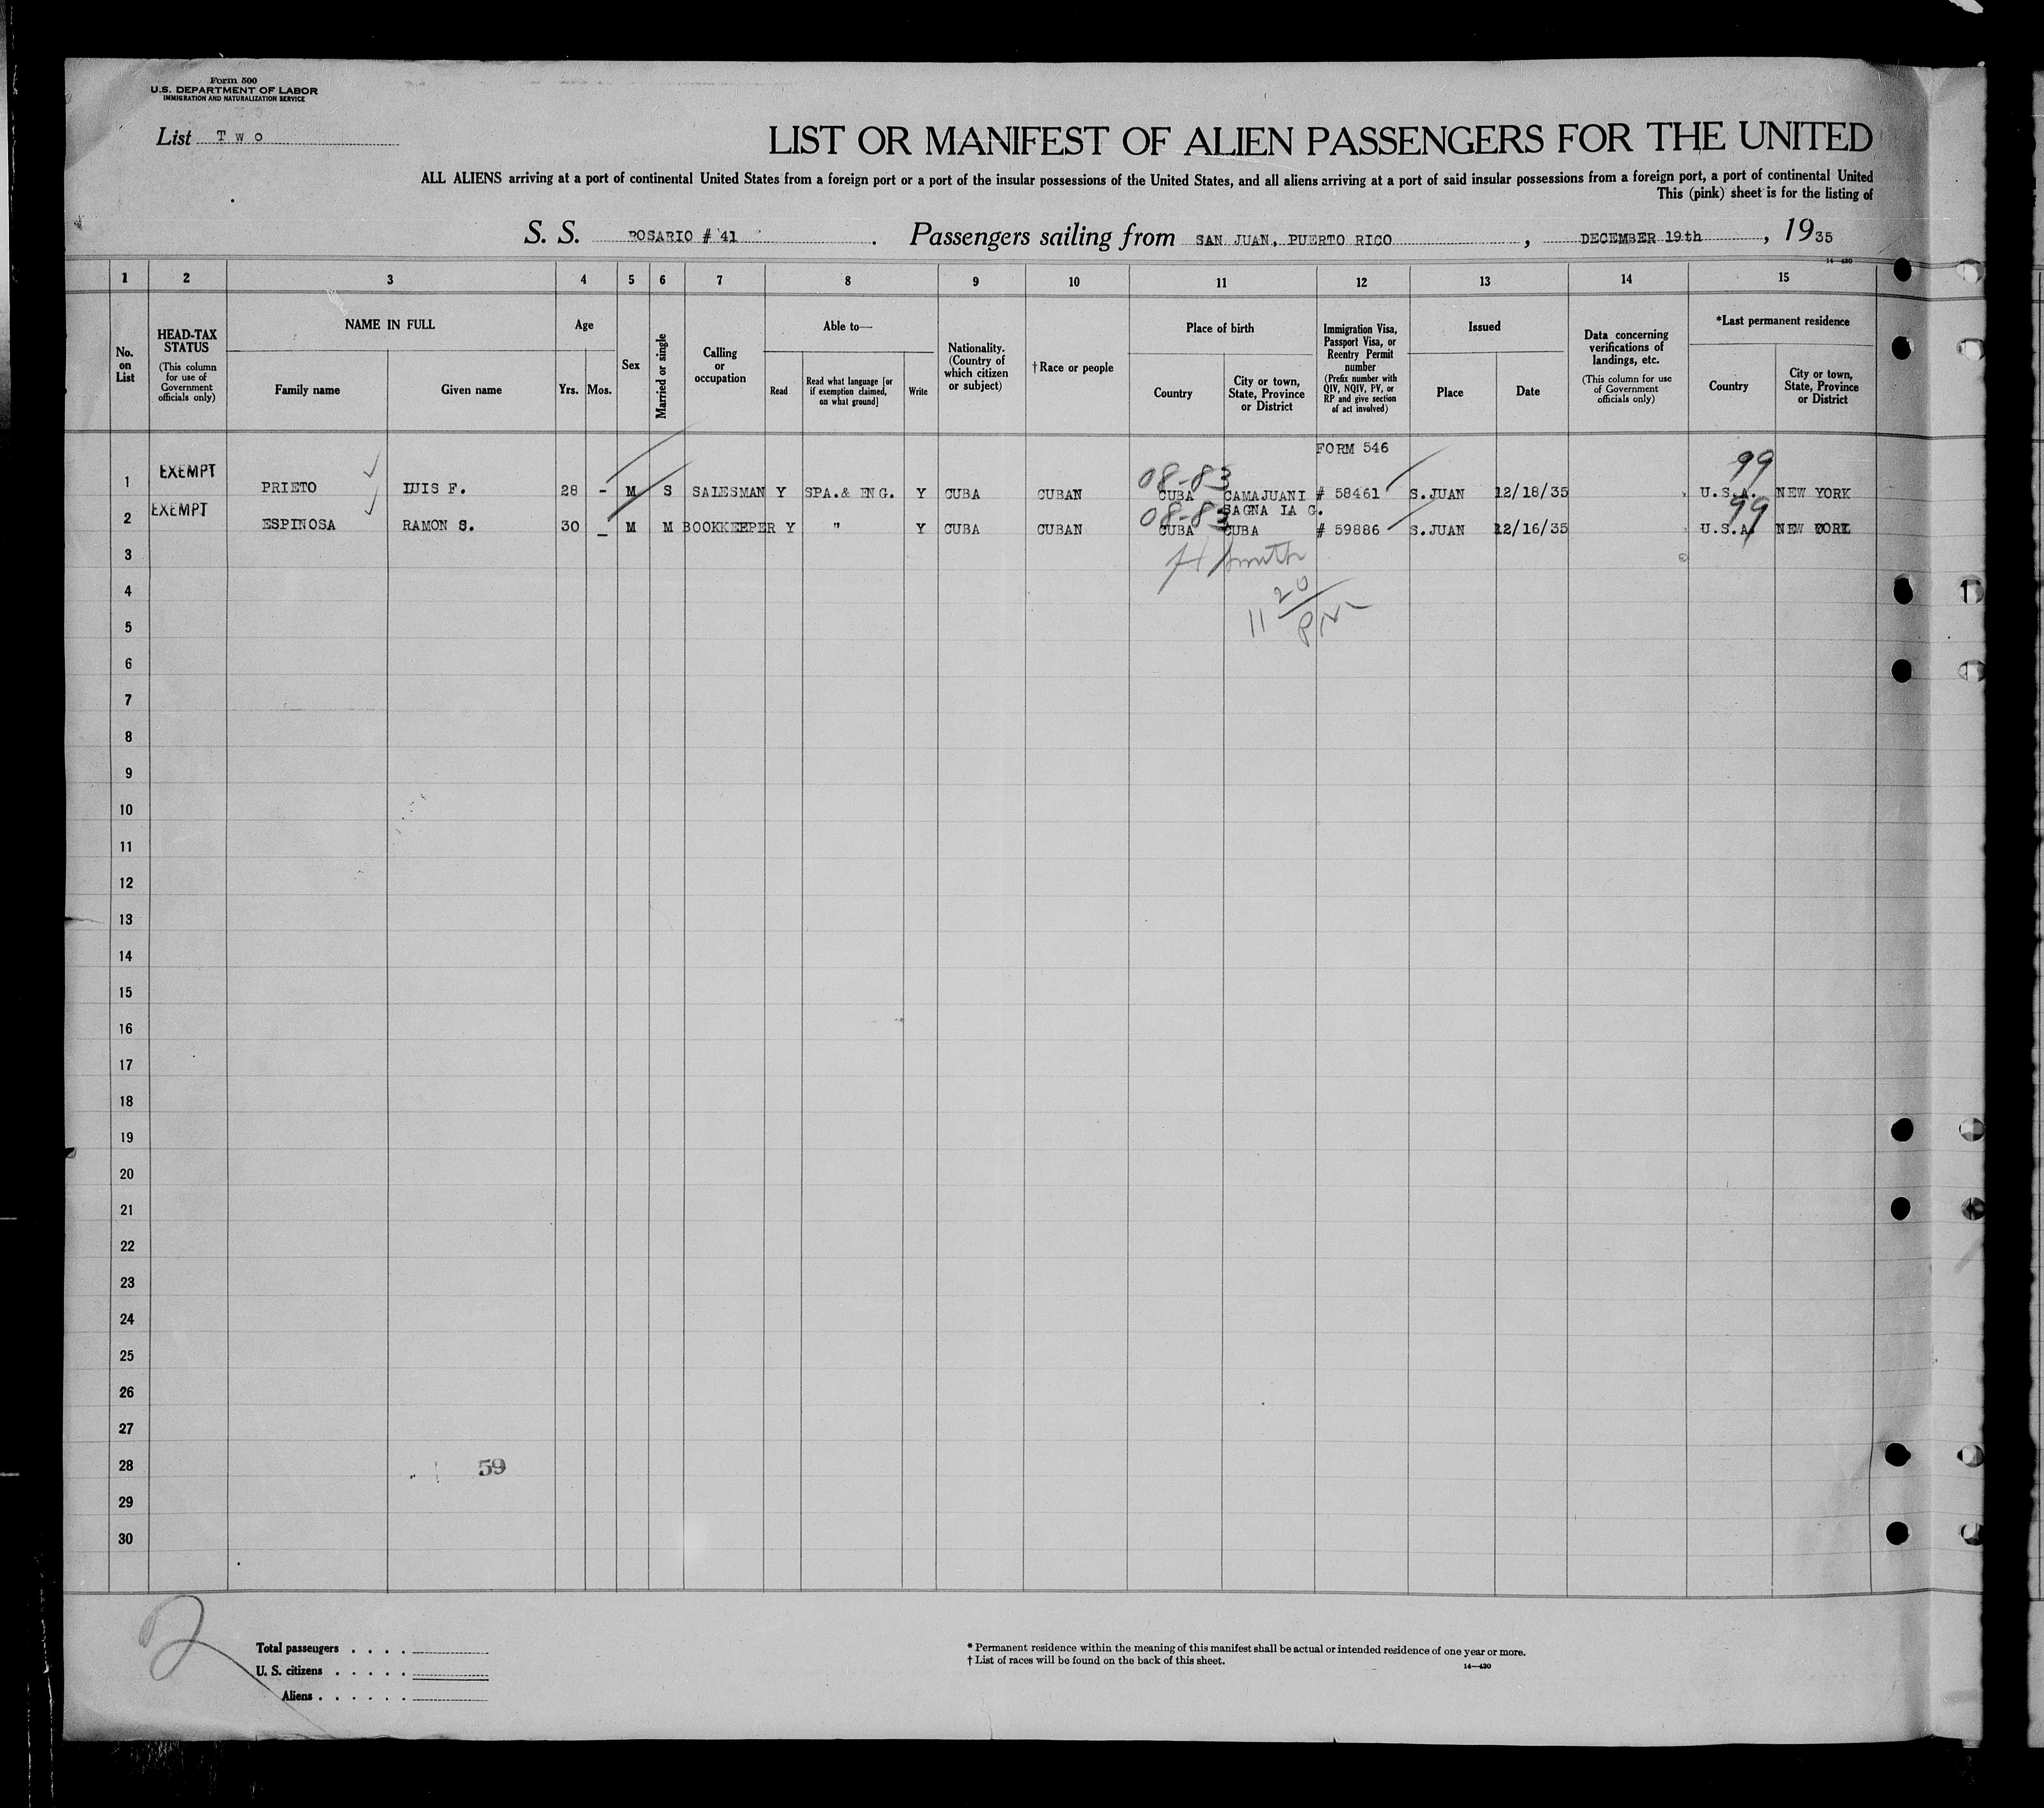 Form 500
U.S. DEPARTMENT OF LABOR
IMMIGRATION AND NATURALIZATION SERVICE
List Two
LIST OR MANIFEST OF ALIEN PASSENGERS FOR THE UNITED
ALL ALIENS arriving at a port of continental United States from a foreign port or a port of the insular possessions of the United States, and all aliens arriving at a port of said insular possessions from a foreign port, a port of continental United
This (pink) sheet is for the listing of
S. S. ROSARIO # 41 . Passengers sailing from SAN JUAN, PUERTO RICO , DECEMBER 19th , 1935
14—430
1 2 3 4 5 6 7 8 9 10 11 12 13 14 15
No. on List
HEAD-TAX STATUS
(This column for use of Government officials only)
NAME IN FULL
Family name
Given name
Age
Yrs.
Mos.
Sex
Married or single
Calling or occupation
Able to—
Read
Read what language [or if exemption claimed, on what ground]
Write
Nationality. (Country of which citizen or subject)
†Race or people
Place of birth
Country
City or town, State, Province or District
Immigration Visa, Passport Visa, or Reentry Permit number
(Prefix number with QIV, NQIV, PV, or RP and give section of act involved)
Issued
Place
Date
Data concerning verifications of landings, etc.
(This column for use of Government officials only)
*Last permanent residence
Country
City or town, State, Province or District
FORM 546
08-83 99
1 EXEMPT PRIETO LUIS F. 28 - M S SALESMAN Y SPA.& ENG. Y CUBA CUBAN CUBA CAMAJUANI # 58461 S.JUAN 12/18/35 U.S.A. NEW YORK
SAGNA LA G.
08-83 99
2 EXEMPT ESPINOSA RAMON S. 30 - M M BOOKKEEPER Y " Y CUBA CUBAN CUBA CUBA # 59886 S.JUAN 12/16/35 U.S.A. NEW YORK
3
4
11 20
5
6
7
8
9
10
11
12
13
14
15
16
17
18
19
20
21
22
23
24
25
26
27
28 59
29
30
2
Total passengers . . . .
U. S. citizens . . . . .
Aliens . . . . . .
* Permanent residence within the meaning of this manifest shall be actual or intended residence of one year or more.
† List of races will be found on the back of this sheet.
14—430